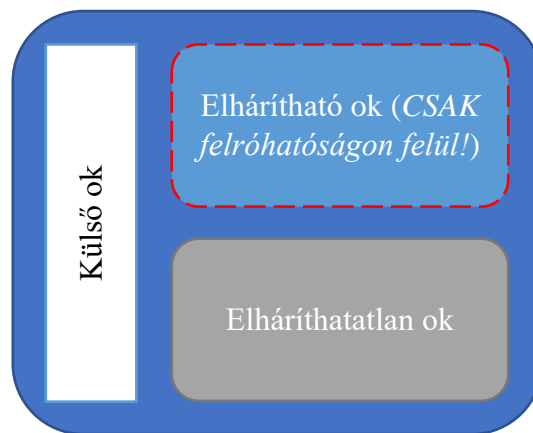 Külső ok
Elhárítható ok (CSAK
felróhatóságon felül!)
Elháríthatatlan ok